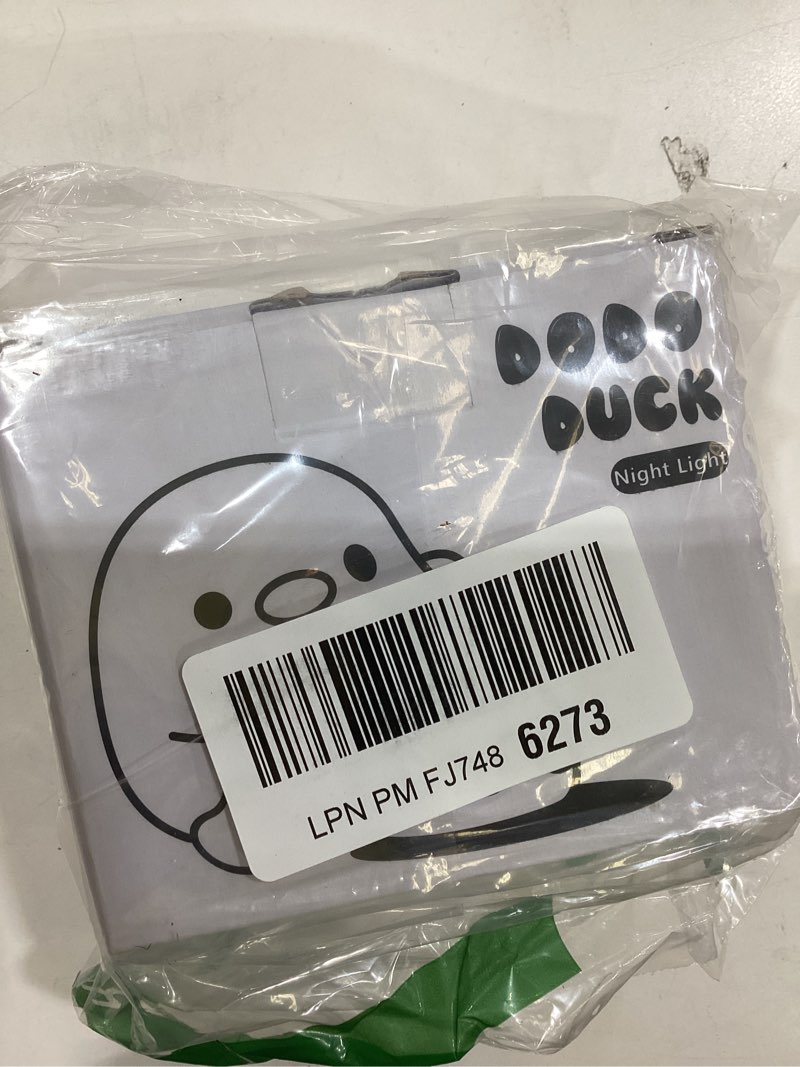 DODO
DUCK
Night Light
LPN PM FJ748 6273